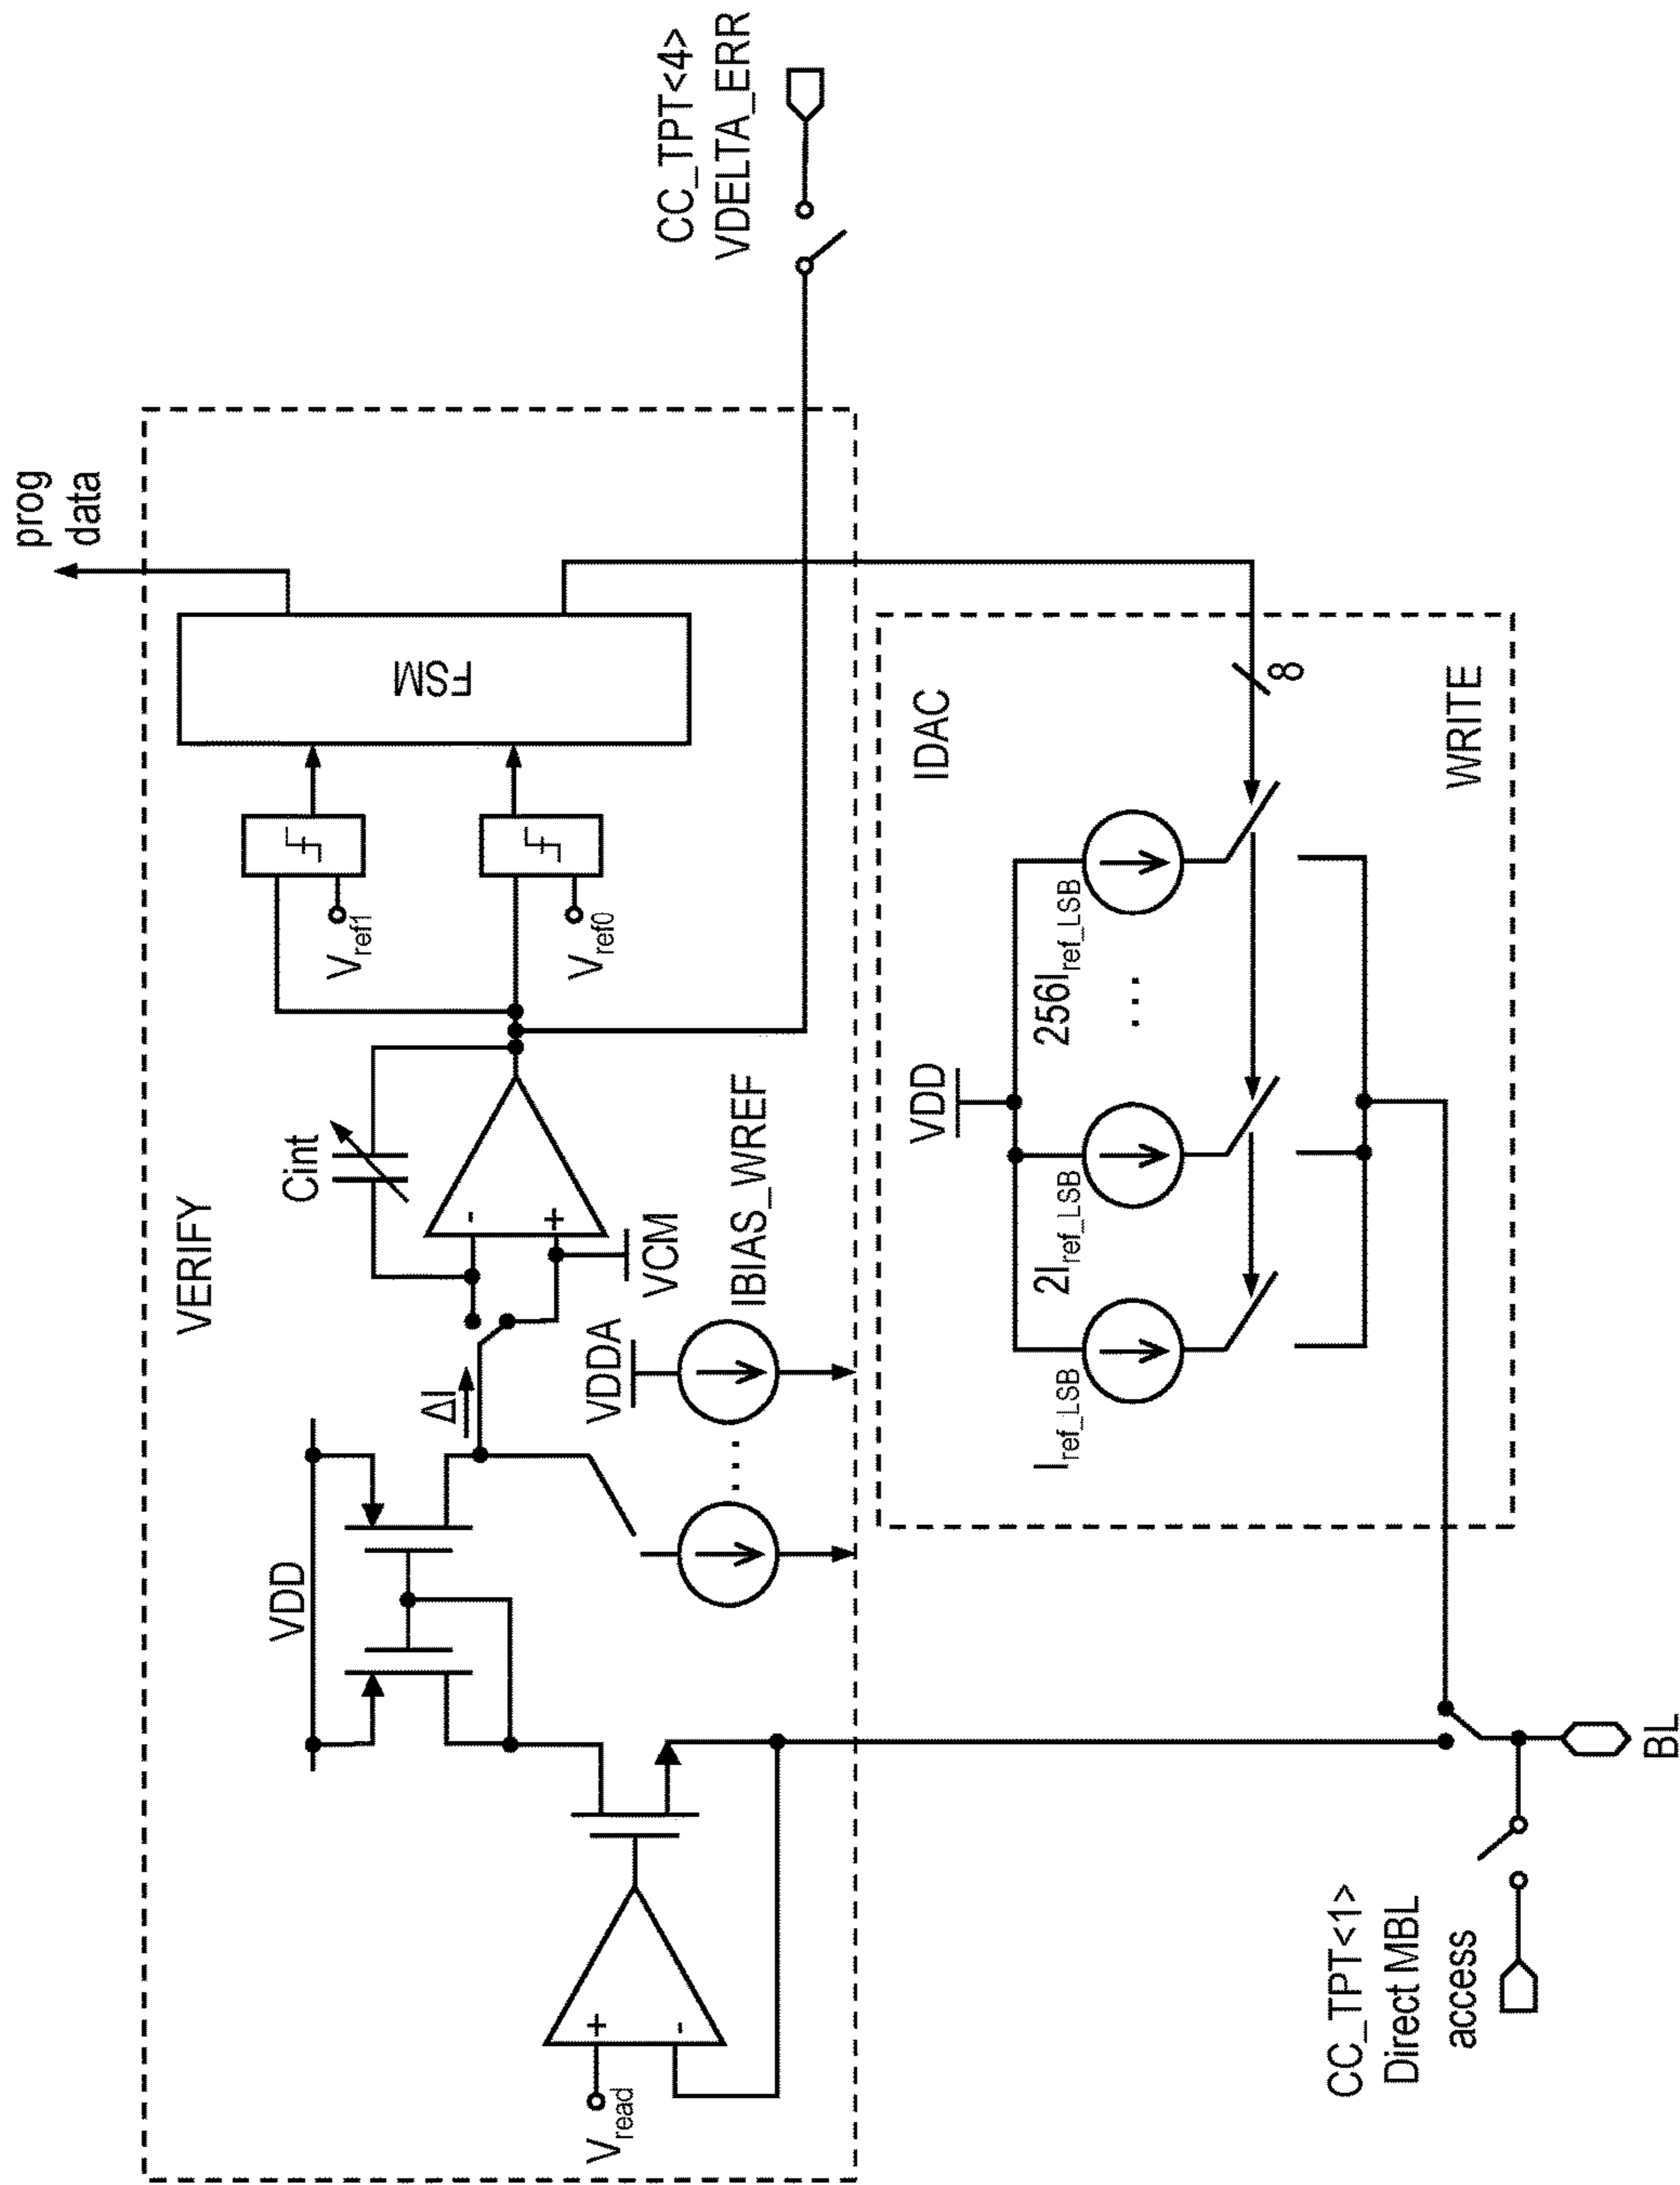 prog
data
CC_TPT<4>
VDELTA_ERR
VERIFY
FSM
Vref1
Vref0
Cint
-
+
VCM
ΔI
VDD
VDDA
IBIAS_WREF
...
+
-
Vread
IDAC
8
WRITE
VDD
Iref_LSB
2Iref_LSB
256Iref_LSB
...
CC_TPT<1>
Direct MBL
access
BL